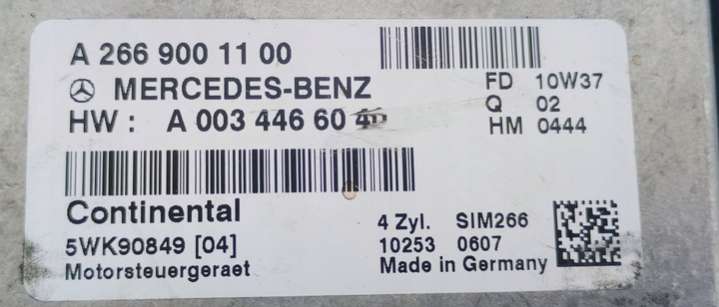 A 266 900 11 00
MERCEDES-BENZ
HW : A 003 446 60 40
FD 10W37
Q 02
HM 0444
Continental
5WK90849 [04]
Motorsteuergeraet
4 Zyl. SIM266
10253 0607
Made in Germany